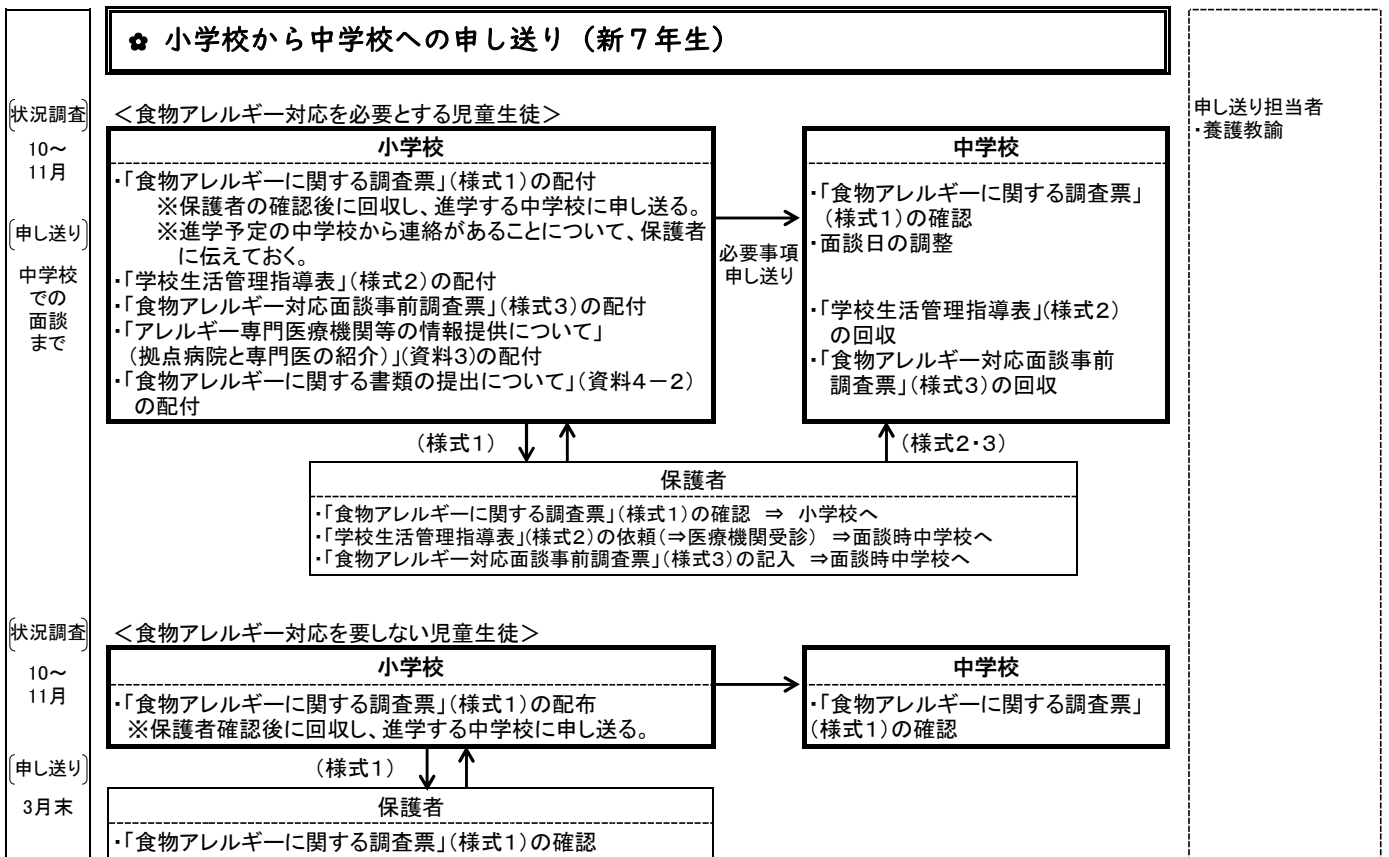 ✿ 小学校から中学校への申し送り（新７年生）
状況調査
10～
11月
申し送り
中学校
での
面談
まで
＜食物アレルギー対応を必要とする児童生徒＞
小学校
・「食物アレルギーに関する調査票」(様式１)の配付
※保護者の確認後に回収し、進学する中学校に申し送る。
※進学予定の中学校から連絡があることについて、保護者
に伝えておく。
・「学校生活管理指導表」(様式２)の配付
・「食物アレルギー対応面談事前調査票」(様式３)の配付
・「アレルギー専門医療機関等の情報提供について」
(拠点病院と専門医の紹介)」(資料３)の配付
・「食物アレルギーに関する書類の提出について」(資料４－２)
の配付
必要事項
申し送り
中学校
・「食物アレルギーに関する調査票」
(様式１)の確認
・面談日の調整
・「学校生活管理指導表」(様式２)
の回収
・「食物アレルギー対応面談事前
調査票」(様式３)の回収
申し送り担当者
・養護教諭
（様式１）
（様式２・３）
保護者
・「食物アレルギーに関する調査票」(様式１)の確認 ⇒ 小学校へ
・「学校生活管理指導表」(様式２)の依頼(⇒医療機関受診) ⇒面談時中学校へ
・「食物アレルギー対応面談事前調査票」(様式３)の記入 ⇒面談時中学校へ
状況調査
10～
11月
申し送り
3月末
＜食物アレルギー対応を要しない児童生徒＞
小学校
・「食物アレルギーに関する調査票」(様式１)の配布
※保護者確認後に回収し、進学する中学校に申し送る。
中学校
・「食物アレルギーに関する調査票」
(様式１)の確認
（様式１）
保護者
・「食物アレルギーに関する調査票」(様式１)の確認